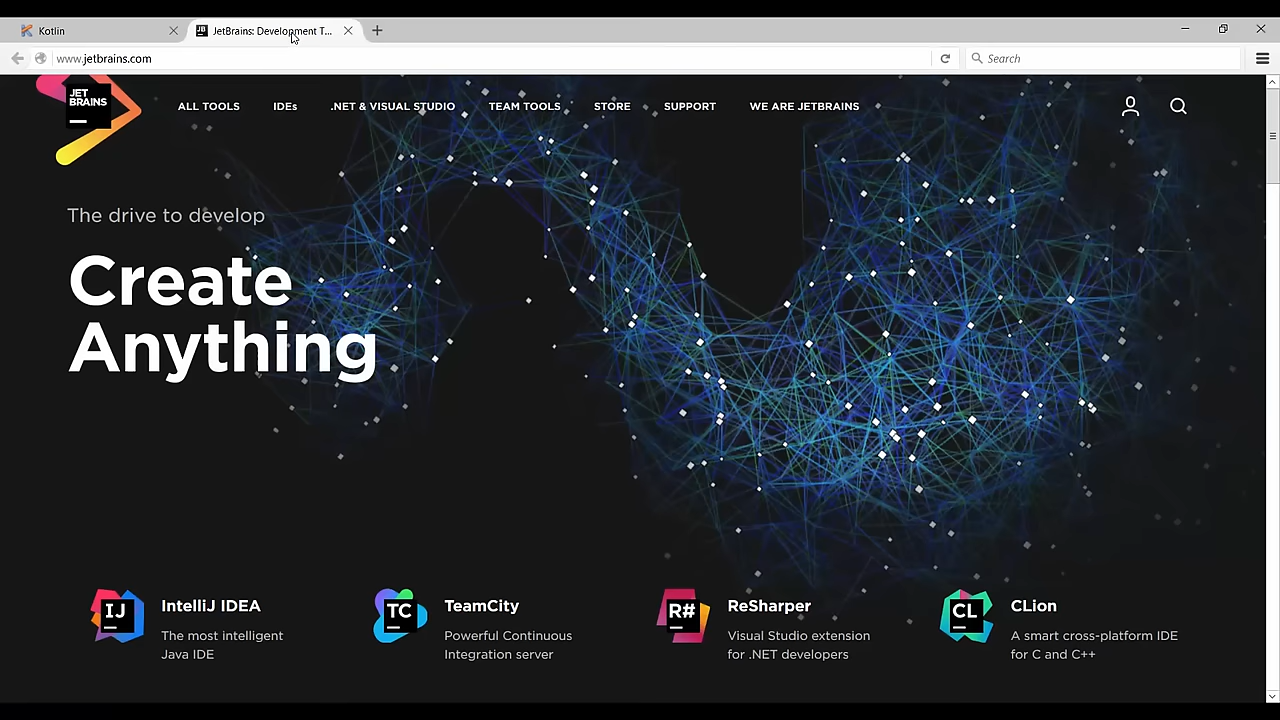 Kotlin
JetBrains: Development T...
www.jetbrains.com
Search
JET
BRAINS
ALL TOOLS
IDEs
.NET & VISUAL STUDIO
TEAM TOOLS
STORE
SUPPORT
WE ARE JETBRAINS
The drive to develop
Create
Anything
IJ
IntelliJ IDEA
The most intelligent
Java IDE
TC
TeamCity
Powerful Continuous
Integration server
R#
ReSharper
Visual Studio extension
for .NET developers
CL
CLion
A smart cross-platform IDE
for C and C++